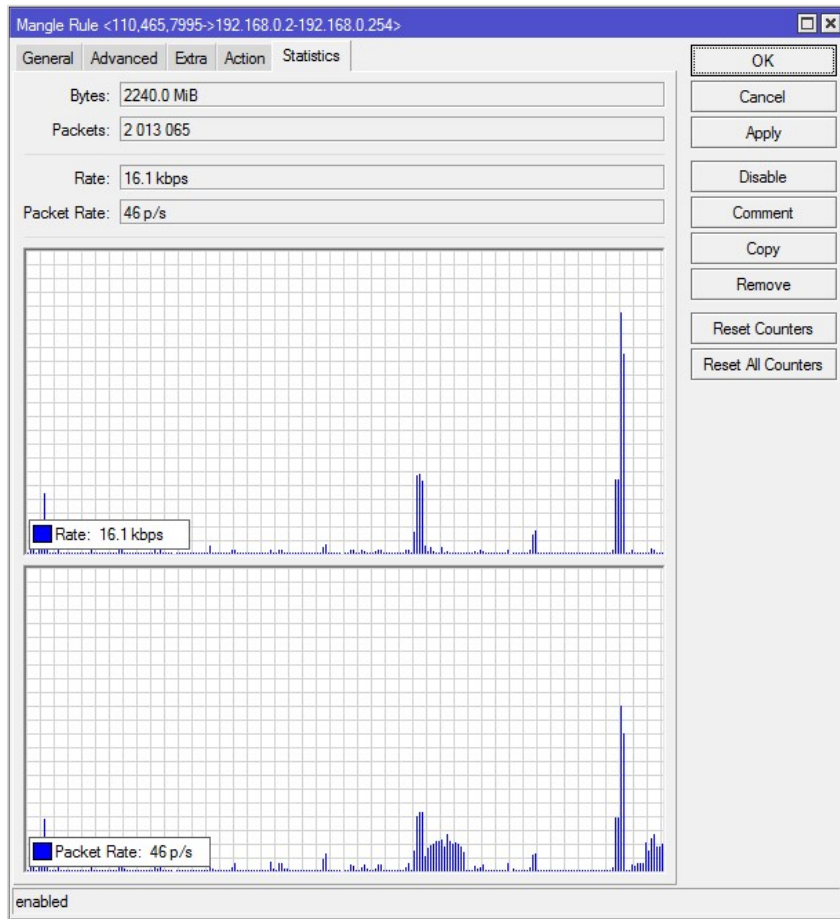 Mangle Rule <110,465,7995->192.168.0.2-192.168.0.254>
General Advanced Extra Action Statistics
Bytes: 2240.0 MiB
Packets: 2 013 065
Rate: 16.1 kbps
Packet Rate: 46 p/s
Rate: 16.1 kbps
Packet Rate: 46 p/s
OK
Cancel
Apply
Disable
Comment
Copy
Remove
Reset Counters
Reset All Counters
enabled